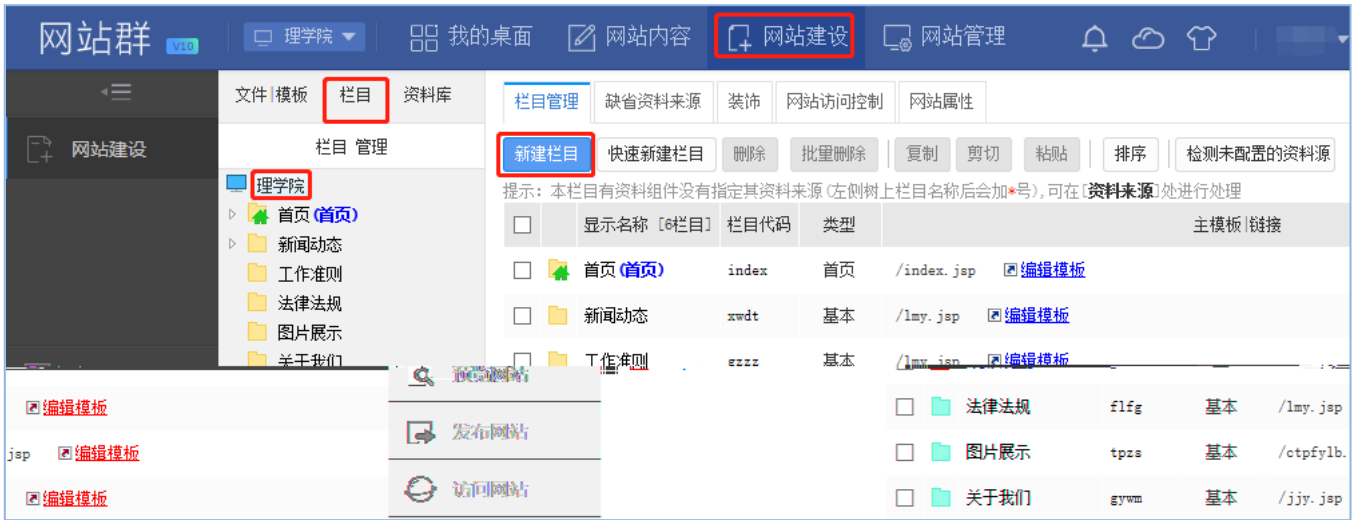 网站群 V10 理学院 我的桌面 网站内容 网站建设 网站管理
文件|模板 栏目 资料库 栏目管理 缺省资料来源 装饰 网站访问控制 网站属性
网站建设 栏目 管理 新建栏目 快速新建栏目 删除 批里删除 复制 剪切 粘贴 排序 检测未配置的资料源
理学院 提示: 本栏目有资料组件没有指定其资料来源(左侧树上栏目名称后会加*号),可在[资料来源]处进行处理
首页(首页) 显示名称 [6栏目] 栏目代码 类型 主模板|链接
新闻动态
工作准则 首页(首页) index 首页 /index.jsp 编辑模板
法律法规 新闻动态 xwdt 基本 /lmy.jsp 编辑模板
图片展示
关于我们 工作准则 gzzz 基本 /lmy.jsp 编辑模板
预览网站
编辑模板 法律法规 flfg 基本 /lmy.jsp
发布网站
jsp 编辑模板 图片展示 tpzs 基本 /ctpfylb.
访问网站
编辑模板 关于我们 gywm 基本 /jjy.jsp